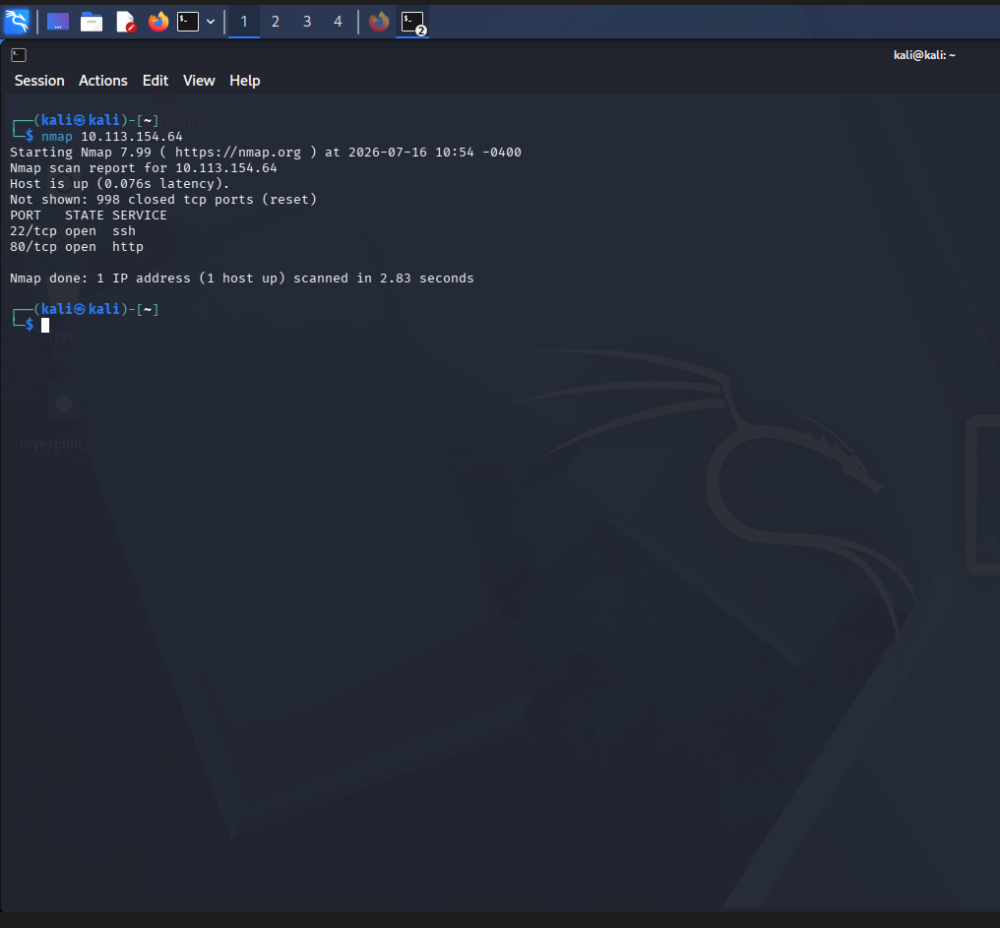 1 2 3 4
2
kali@kali: ~
Session Actions Edit View Help
┌──(kali㉿kali)-[~]
└─$ nmap 10.113.154.64
Starting Nmap 7.99 ( https://nmap.org ) at 2026-07-16 10:54 -0400
Nmap scan report for 10.113.154.64
Host is up (0.076s latency).
Not shown: 998 closed tcp ports (reset)
PORT   STATE SERVICE
22/tcp open  ssh
80/tcp open  http
Nmap done: 1 IP address (1 host up) scanned in 2.83 seconds
┌──(kali㉿kali)-[~]
└─$
Trash
myexploit_...